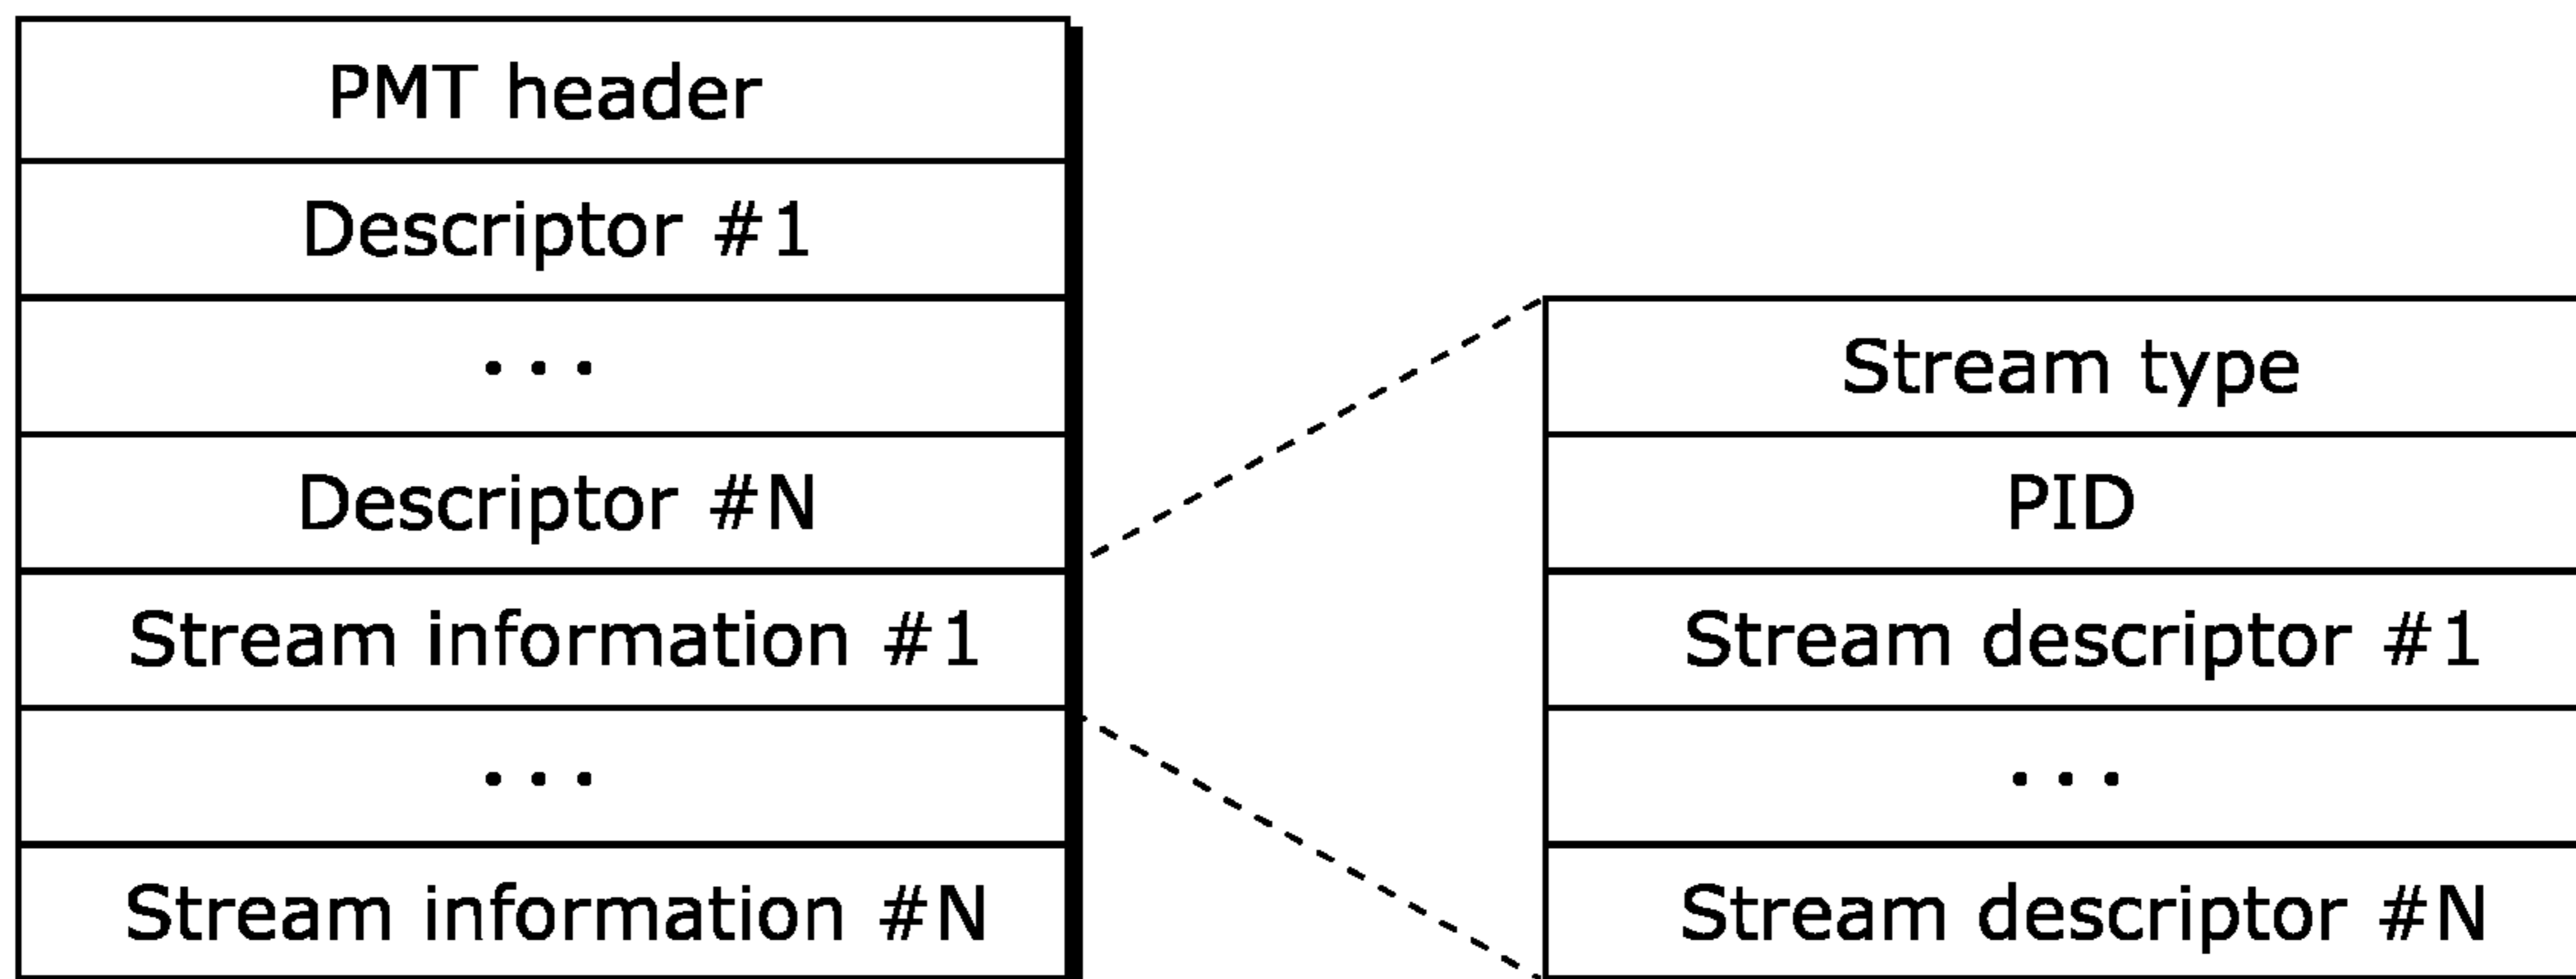 PMT header
Descriptor #1
...
Descriptor #N
Stream information #1
...
Stream information #N
Stream type
PID
Stream descriptor #1
...
Stream descriptor #N